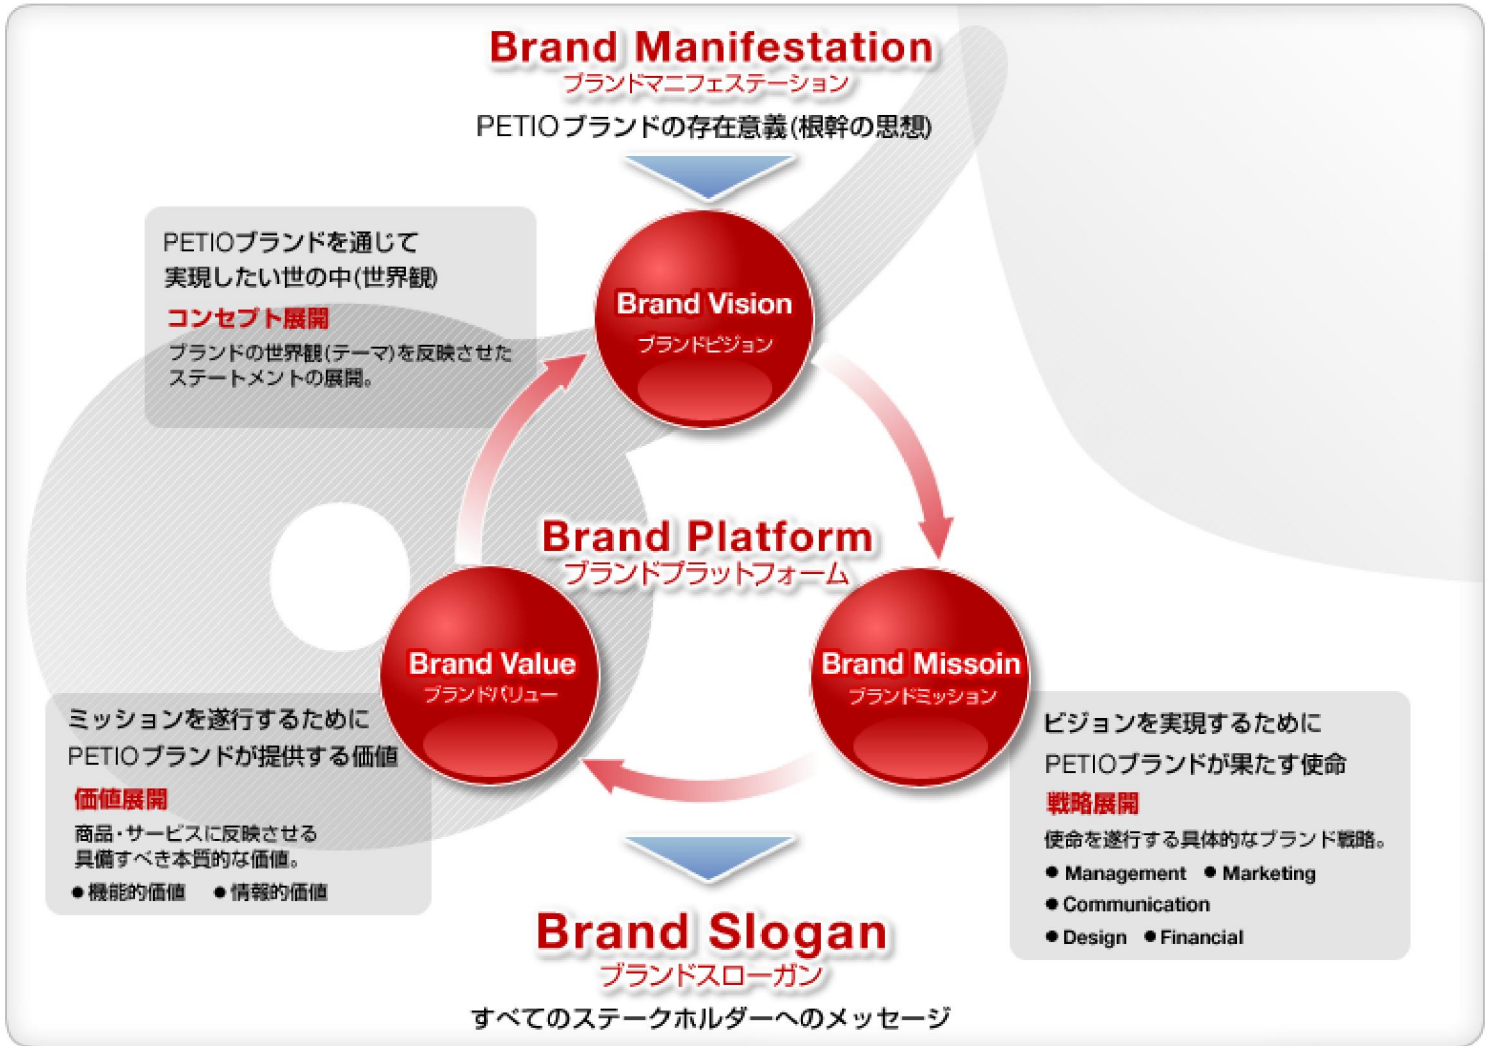 Brand Manifestation
ブランドマニフェステーション
PETIOブランドの存在意義(根幹の思想)
PETIOブランドを通じて
実現したい世の中(世界観)
コンセプト展開
ブランドの世界観(テーマ)を反映させた
ステートメントの展開。
Brand Vision
ブランドビジョン
Brand Platform
ブランドプラットフォーム
Brand Value
ブランドバリュー
Brand Missoin
ブランドミッション
ミッションを遂行するために
PETIOブランドが提供する価値
価値展開
商品・サービスに反映させる
具備すべき本質的な価値。
●機能的価値 ●情報的価値
ビジョンを実現するために
PETIOブランドが果たす使命
戦略展開
使命を遂行する具体的なブランド戦略。
● Management ● Marketing
● Communication
● Design ● Financial
Brand Slogan
ブランドスローガン
すべてのステークホルダーへのメッセージ